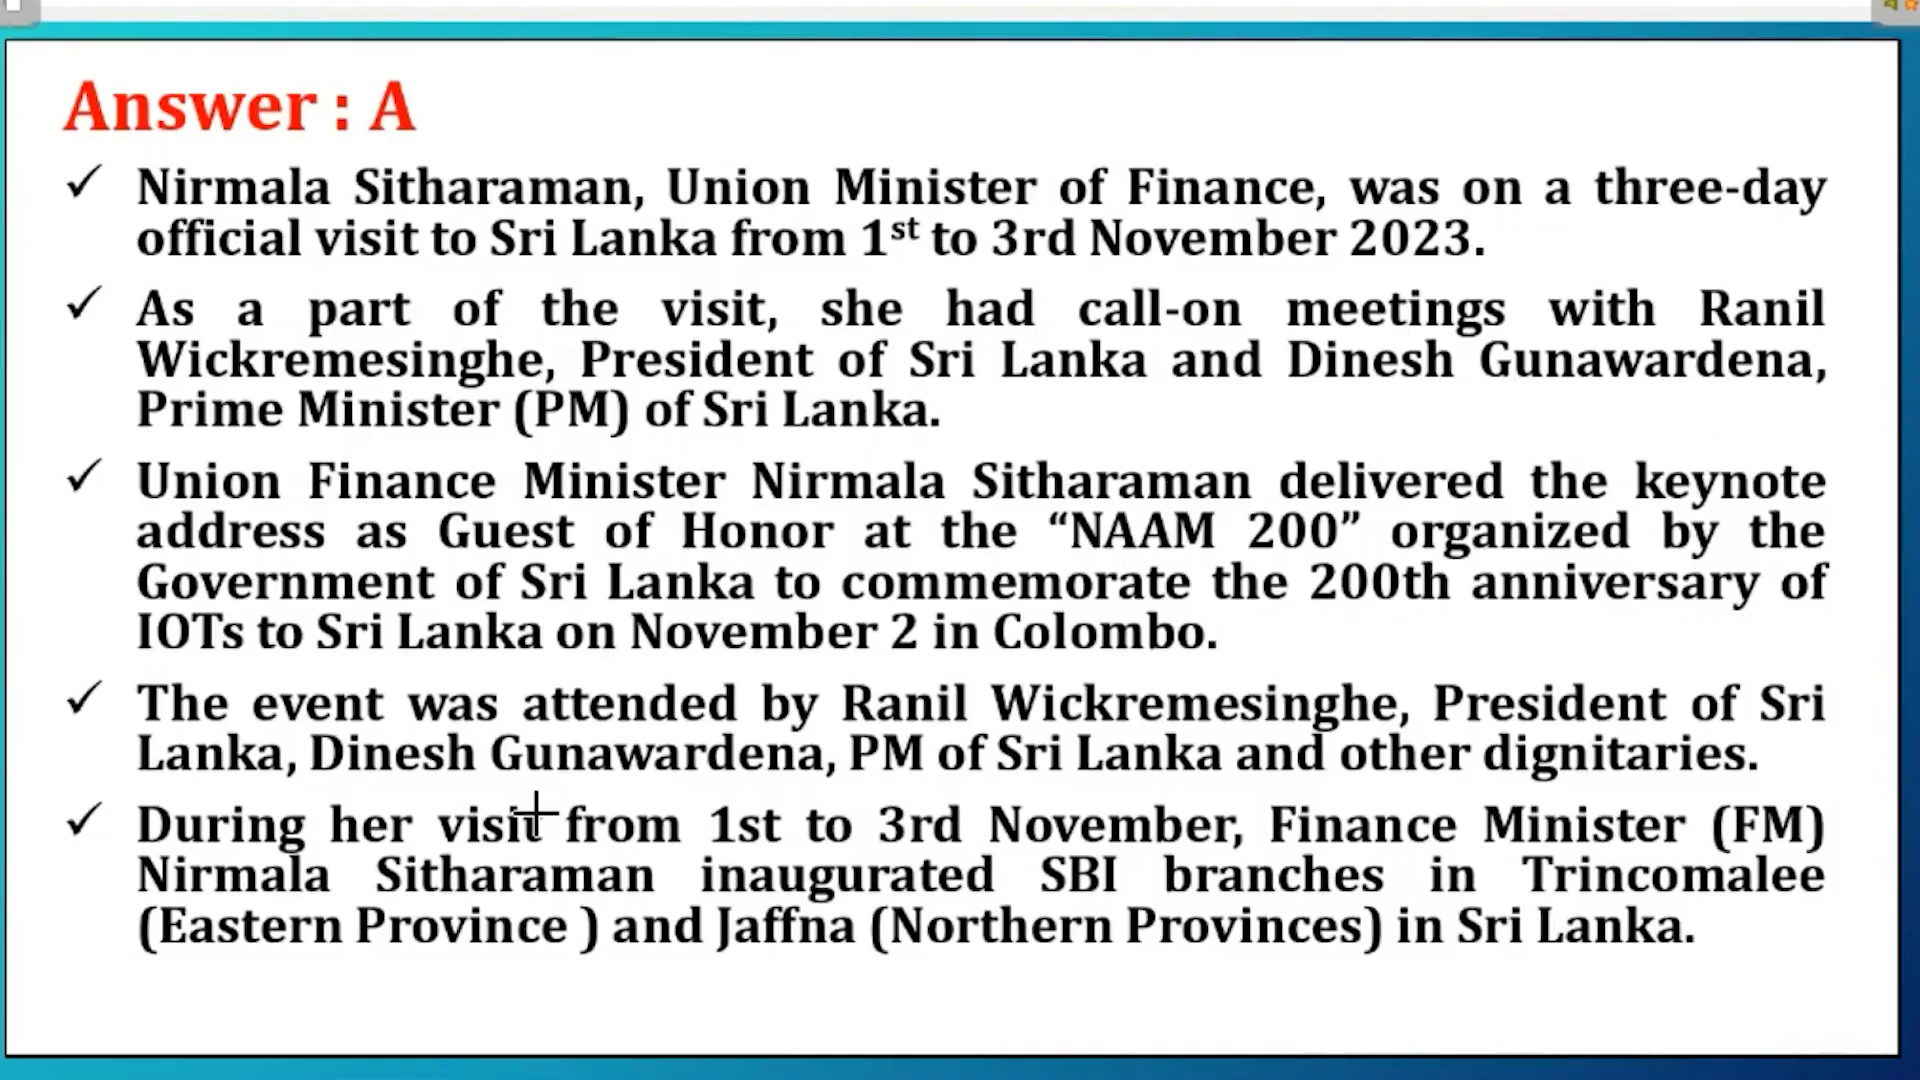 Answer : A
✓ Nirmala Sitharaman, Union Minister of Finance, was on a three-day
official visit to Sri Lanka from 1st to 3rd November 2023.
✓ As a part of the visit, she had call-on meetings with Ranil
Wickremesinghe, President of Sri Lanka and Dinesh Gunawardena,
Prime Minister (PM) of Sri Lanka.
✓ Union Finance Minister Nirmala Sitharaman delivered the keynote
address as Guest of Honor at the “NAAM 200” organized by the
Government of Sri Lanka to commemorate the 200th anniversary of
IOTs to Sri Lanka on November 2 in Colombo.
✓ The event was attended by Ranil Wickremesinghe, President of Sri
Lanka, Dinesh Gunawardena, PM of Sri Lanka and other dignitaries.
✓ During her visit from 1st to 3rd November, Finance Minister (FM)
Nirmala Sitharaman inaugurated SBI branches in Trincomalee
(Eastern Province ) and Jaffna (Northern Provinces) in Sri Lanka.